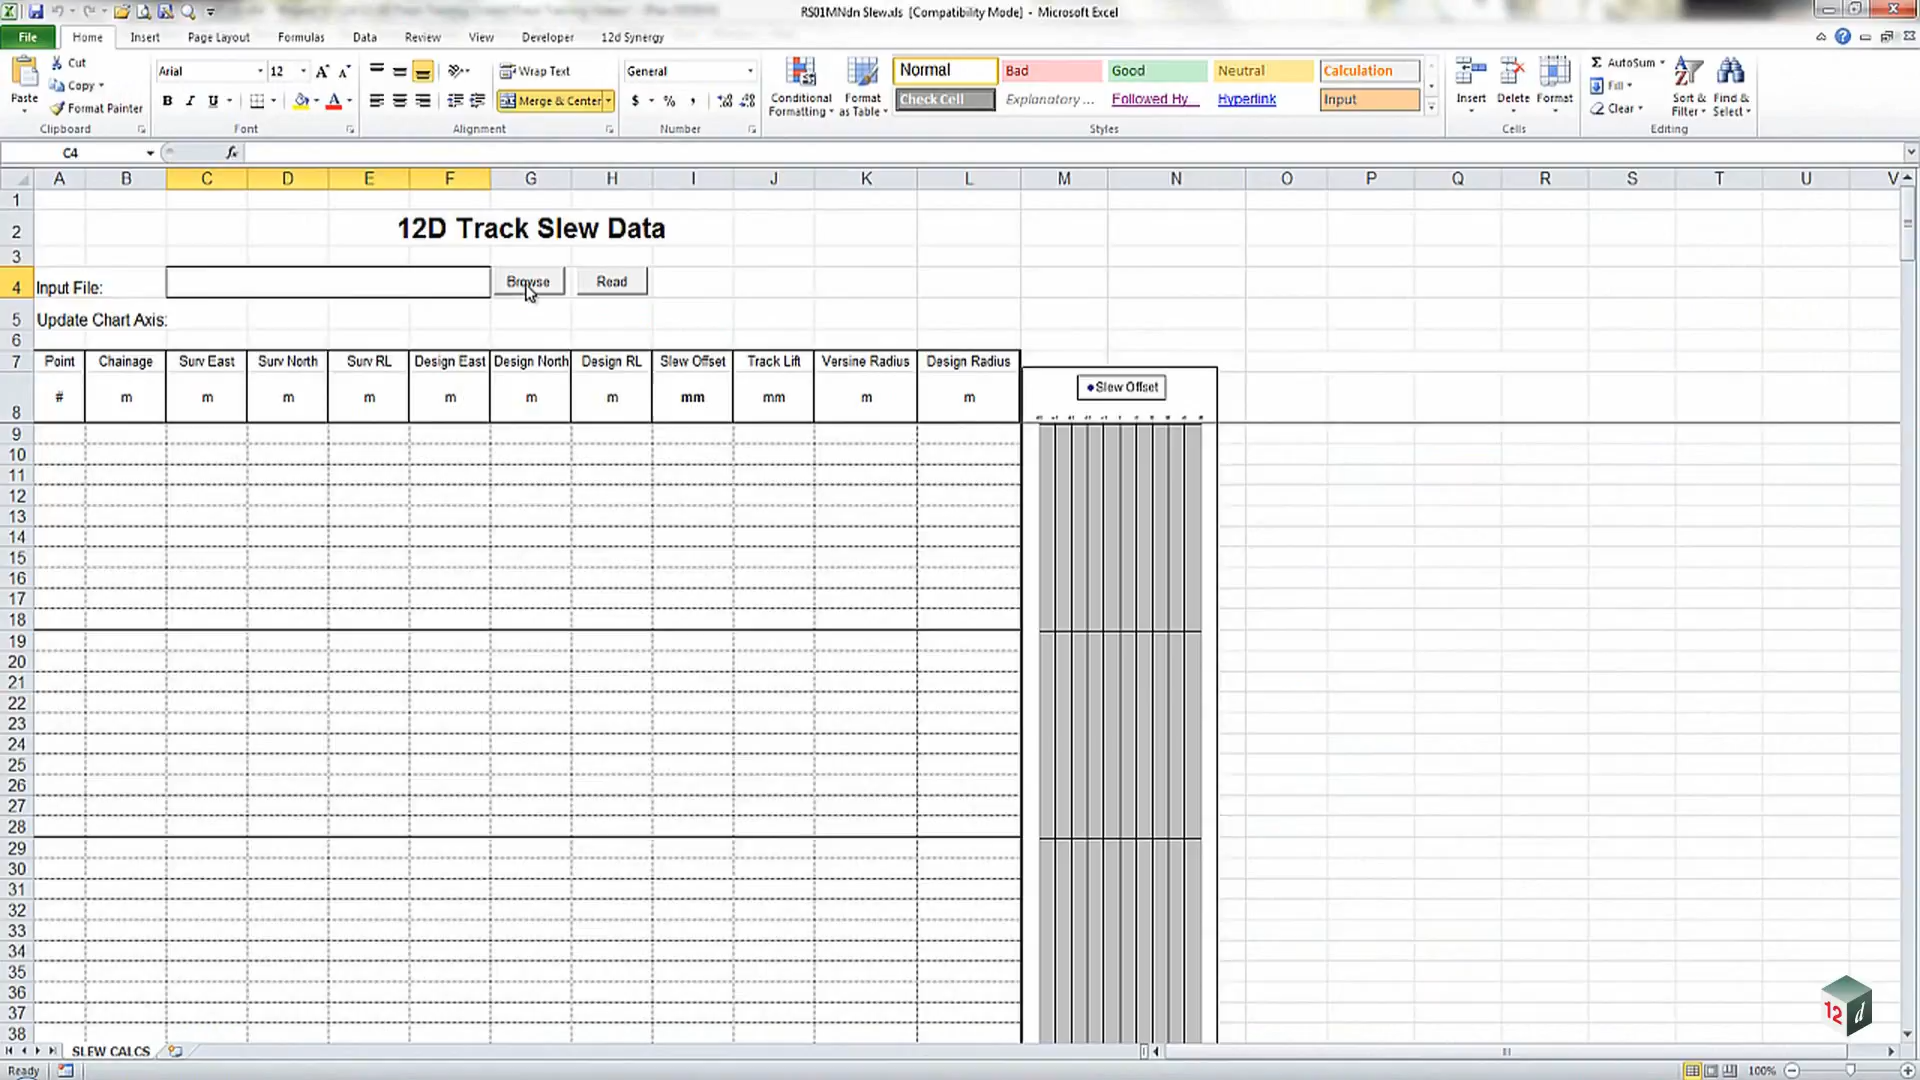 RS01MNdn Slew.xls [Compatibility Mode] - Microsoft Excel
File Home Insert Page Layout Formulas Data Review View Developer 12d Synergy
Paste Cut Copy Format Painter Clipboard
Arial 12 A A B I U A Font
Wrap Text Merge & Center Alignment
General $ % , Number
Conditional Formatting Format as Table
Normal Bad Good Neutral Calculation
Check Cell Explanatory ... Followed Hy... Hyperlink Input
Styles
Insert Delete Format Cells
Σ AutoSum Fill Clear Sort & Filter Find & Select Editing
C4 fx
A B C D E F G H I J K L M N O P Q R S T U V
1
2 12D Track Slew Data
3
4 Input File: Browse Read
5 Update Chart Axis:
6
7 Point Chainage Surv East Surv North Surv RL Design East Design North Design RL Slew Offset Track Lift Versine Radius Design Radius
8 # m m m m m m m mm mm m m
Slew Offset
9
10
11
12
13
14
15
16
17
18
19
20
21
22
23
24
25
26
27
28
29
30
31
32
33
34
35
36
37
38
12d
SLEW CALCS
Ready 100%